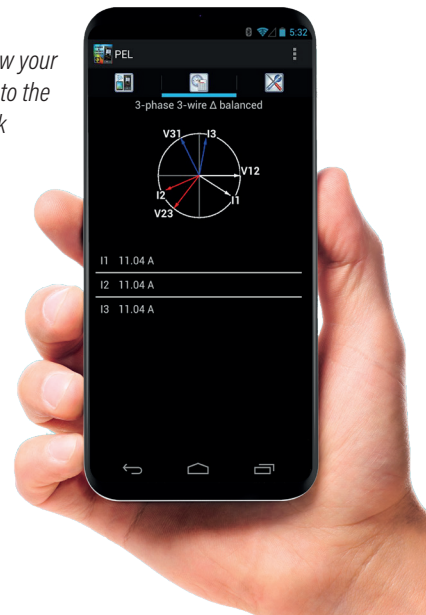 w your
to the
k
5:32
PEL
3-phase 3-wire Δ balanced
V31
I3
V12
I2
I1
V23
I1 11.04 A
I2 11.04 A
I3 11.04 A